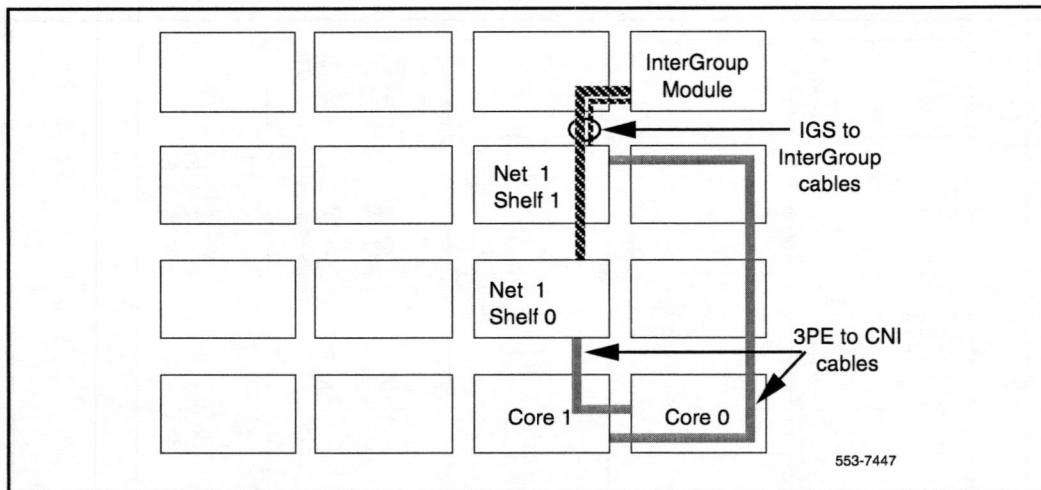 InterGroup
Module
IGS to
InterGroup
cables
Net 1
Shelf 1
Net 1
Shelf 0
3PE to CNI
cables
Core 1
Core 0
553-7447